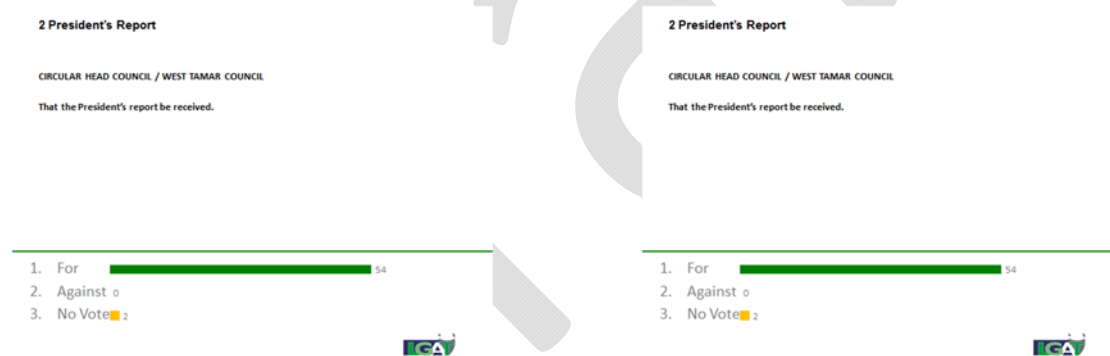 2 President's Report
CIRCULAR HEAD COUNCIL / WEST TAMAR COUNCIL
That the President's report be received.
1. For 54
2. Against 0
3. No Vote 2
LGAT
2 President's Report
CIRCULAR HEAD COUNCIL / WEST TAMAR COUNCIL
That the President's report be received.
1. For 54
2. Against 0
3. No Vote 2
LGAT